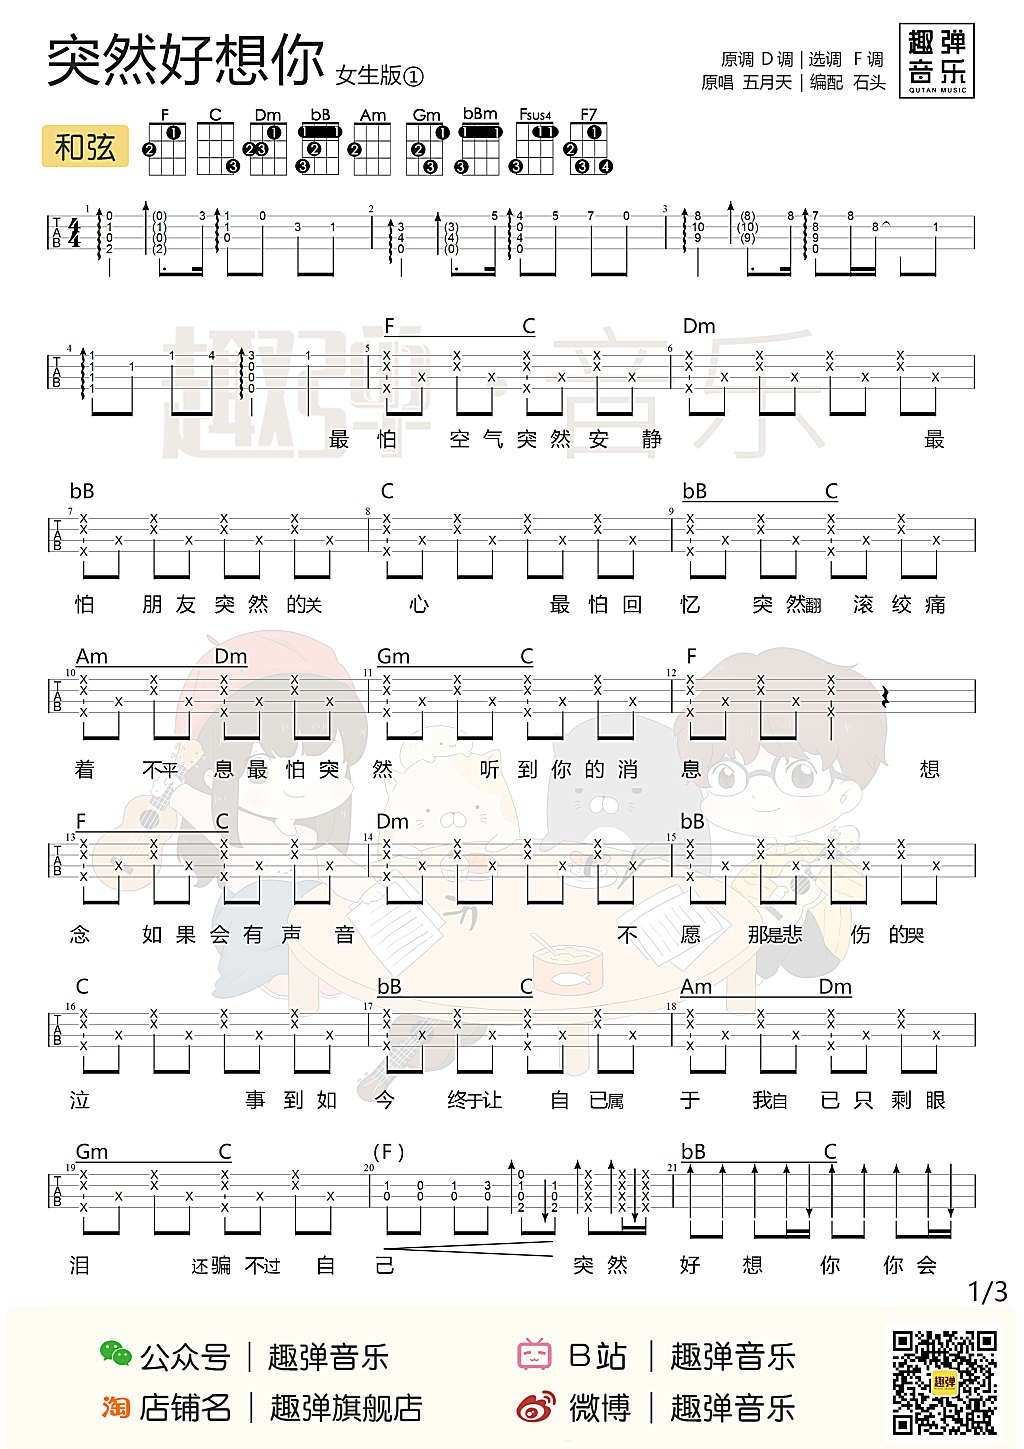 突然好想你 女生版①
原调 D 调 | 选调 F 调
原唱 五月天 | 编配 石头
趣弹音乐
QUTAN MUSIC
和弦
F C Dm bB Am Gm bBm Fsus4 F7
F C Dm
最 怕 空 气 突 然 安 静 最
bB C bB C
怕 朋 友 突 然 的 关 心 最 怕 回 忆 突 然 翻 滚 绞 痛
Am Dm Gm C F
着 不 平 息 最 怕 突 然 听 到 你 的 消 息 想
F C Dm bB
念 如 果 会 有 声 音 不 愿 那 是 悲 伤 的 哭
C bB C Am Dm
泣 事 到 如 今 终 于 让 自 己 属 于 我 自 已 只 剩 眼
Gm C (F) bB C
泪 还 骗 不 过 自 己 突 然 好 想 你 你 会
1/3
公众号 | 趣弹音乐
B站 | 趣弹音乐
淘 店铺名 | 趣弹旗舰店
微博 | 趣弹音乐
趣弹